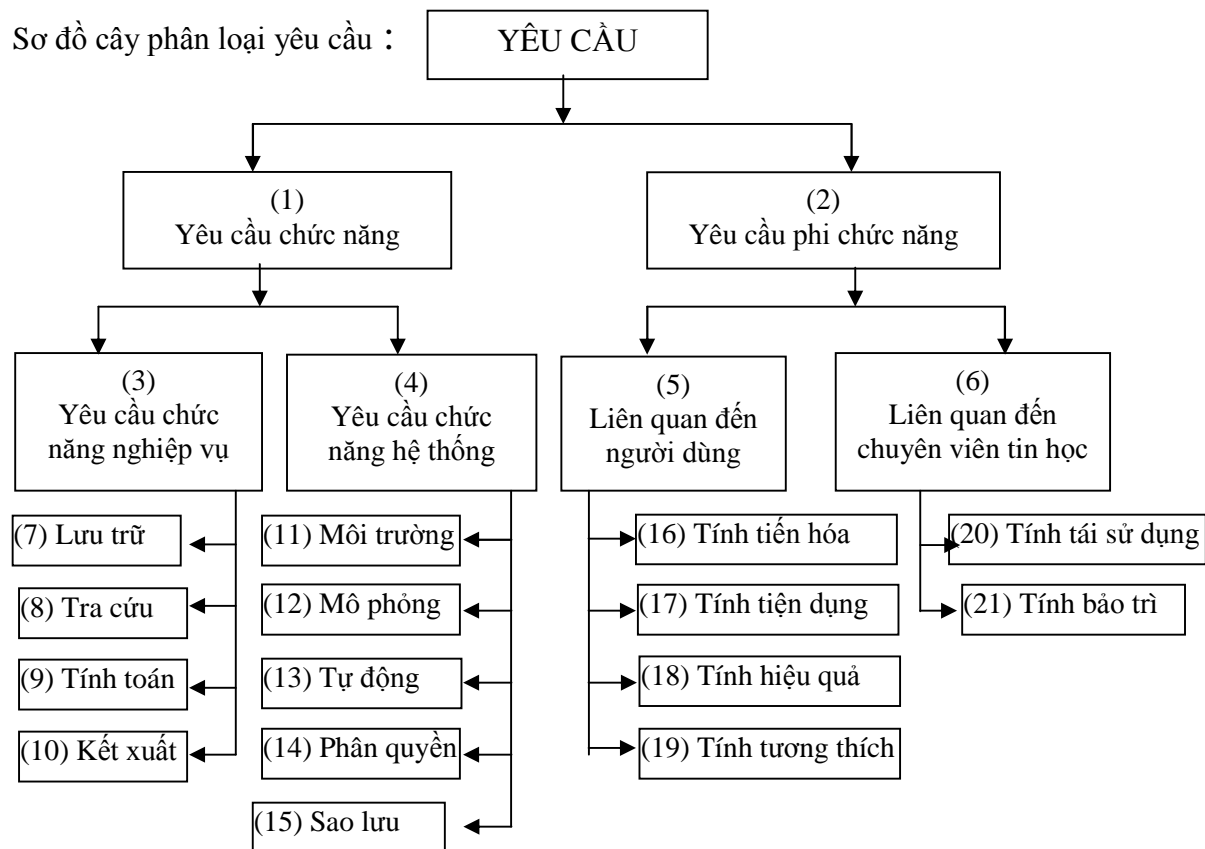 Sơ đồ cây phân loại yêu cầu :
YÊU CẦU
(1)
Yêu cầu chức năng
(2)
Yêu cầu phi chức năng
(3)
Yêu cầu chức
năng nghiệp vụ
(4)
Yêu cầu chức
năng hệ thống
(5)
Liên quan đến
người dùng
(6)
Liên quan đến
chuyên viên tin học
(7) Lưu trữ
(8) Tra cứu
(9) Tính toán
(10) Kết xuất
(11) Môi trường
(12) Mô phỏng
(13) Tự động
(14) Phân quyền
(15) Sao lưu
(16) Tính tiến hóa
(17) Tính tiện dụng
(18) Tính hiệu quả
(19) Tính tương thích
(20) Tính tái sử dụng
(21) Tính bảo trì